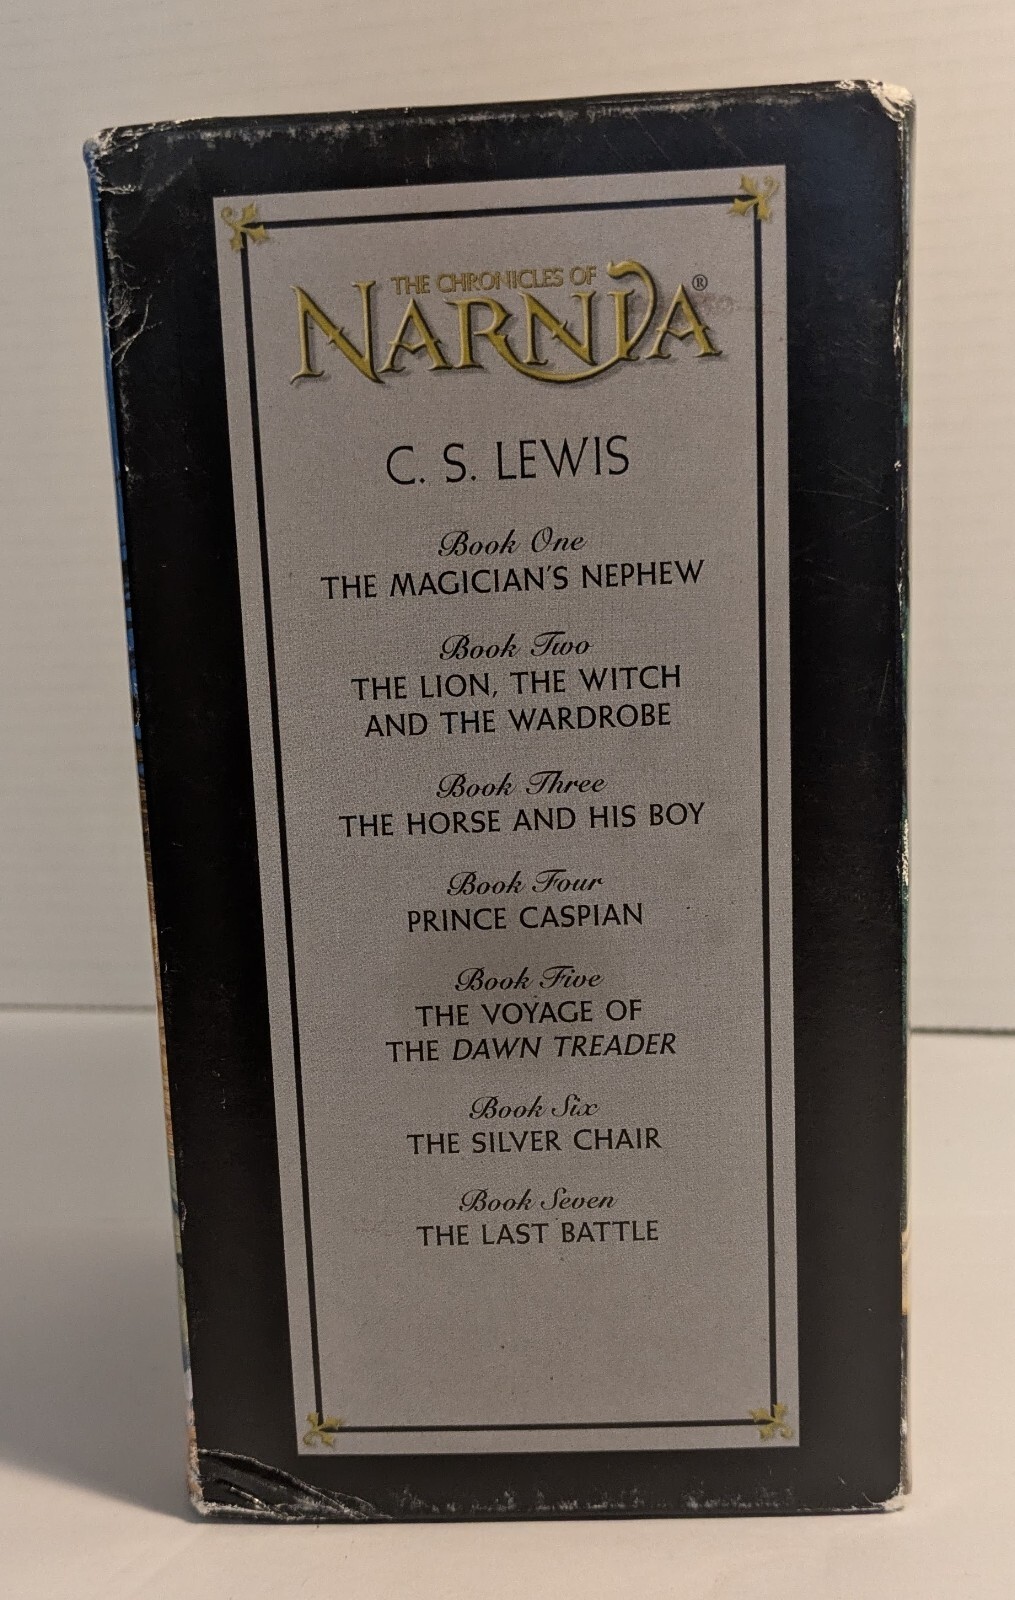 THE CHRONICLES OF
NARNIA®
C. S. LEWIS
Book One
THE MAGICIAN'S NEPHEW
Book Two
THE LION, THE WITCH
AND THE WARDROBE
Book Three
THE HORSE AND HIS BOY
Book Four
PRINCE CASPIAN
Book Five
THE VOYAGE OF
THE DAWN TREADER
Book Six
THE SILVER CHAIR
Book Seven
THE LAST BATTLE